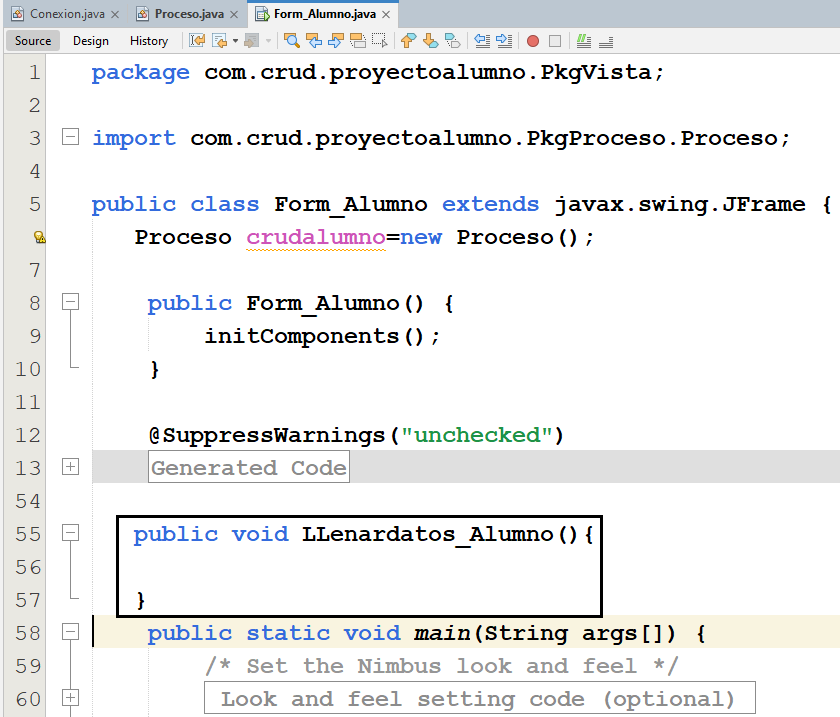 Conexion.java × Proceso.java × Form_Alumno.java ×
Source Design History
1 package com.crud.proyectoalumno.PkgVista;
2
3 import com.crud.proyectoalumno.PkgProceso.Proceso;
4
5 public class Form_Alumno extends javax.swing.JFrame {
Proceso crudalumno=new Proceso();
7
8 public Form_Alumno() {
9 initComponents();
10 }
11
12 @SuppressWarnings("unchecked")
13 Generated Code
54
55 public void LLenardatos_Alumno(){
56
57 }
58 public static void main(String args[]) {
59 /* Set the Nimbus look and feel */
60 Look and feel setting code (optional)